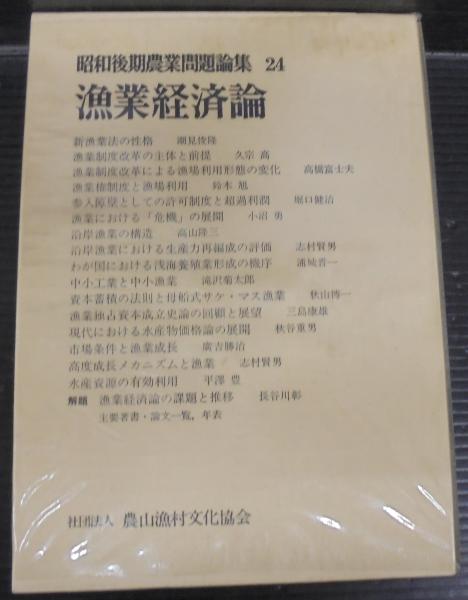 昭和後期農業問題論集 24
漁業経済論
新漁業法の性格 潮見俊隆
漁業制度改革の主体と前提 久宗 高
漁業制度改革による漁場利用形態の変化 高橋富士夫
漁業権制度と漁場利用 鈴木 旭
参入障壁としての許可制度と超過利潤 堀口健治
漁業における「危機」の展開 小沼 勇
沿岸漁業の構造 高山隆三
沿岸漁業における生産力再編成の評価 志村賢男
わが国における浅海養殖業形成の機序 浦城晋一
中小工業と中小漁業 滝沢菊太郎
資本蓄積の法則と母船式サケ・マス漁業 秋山博一
漁業独占資本成立史論の回顧と展望 三島康雄
現代における水産物価格論の展開 秋谷重男
市場条件と漁業成長 廣吉勝治
高度成長メカニズムと漁業 志村賢男
水産資源の有効利用 平澤 豊
解題 漁業経済論の課題と推移 長谷川彰
主要著書・論文一覧，年表
社団法人 農山漁村文化協会